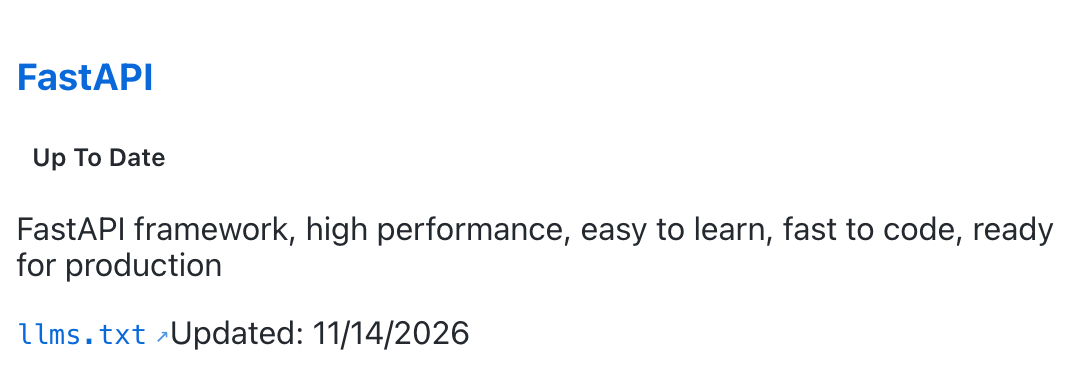 FastAPI
Up To Date
FastAPI framework, high performance, easy to learn, fast to code, ready
for production
llms.txt ↗Updated: 11/14/2026